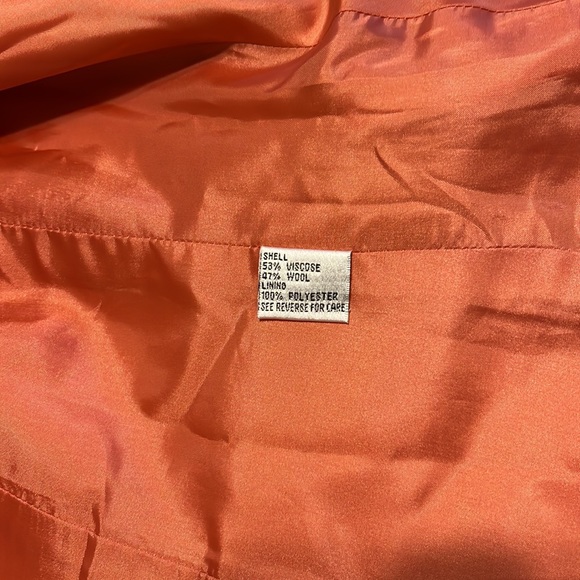 SHELL
53% VISCOSE
47% WOOL
LINING
100% POLYESTER
SEE REVERSE FOR CARE